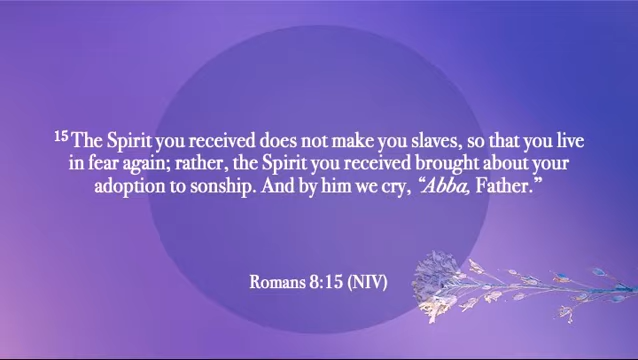 15 The Spirit you received does not make you slaves, so that you live
in fear again; rather, the Spirit you received brought about your
adoption to sonship. And by him we cry, “Abba, Father.”
Romans 8:15 (NIV)